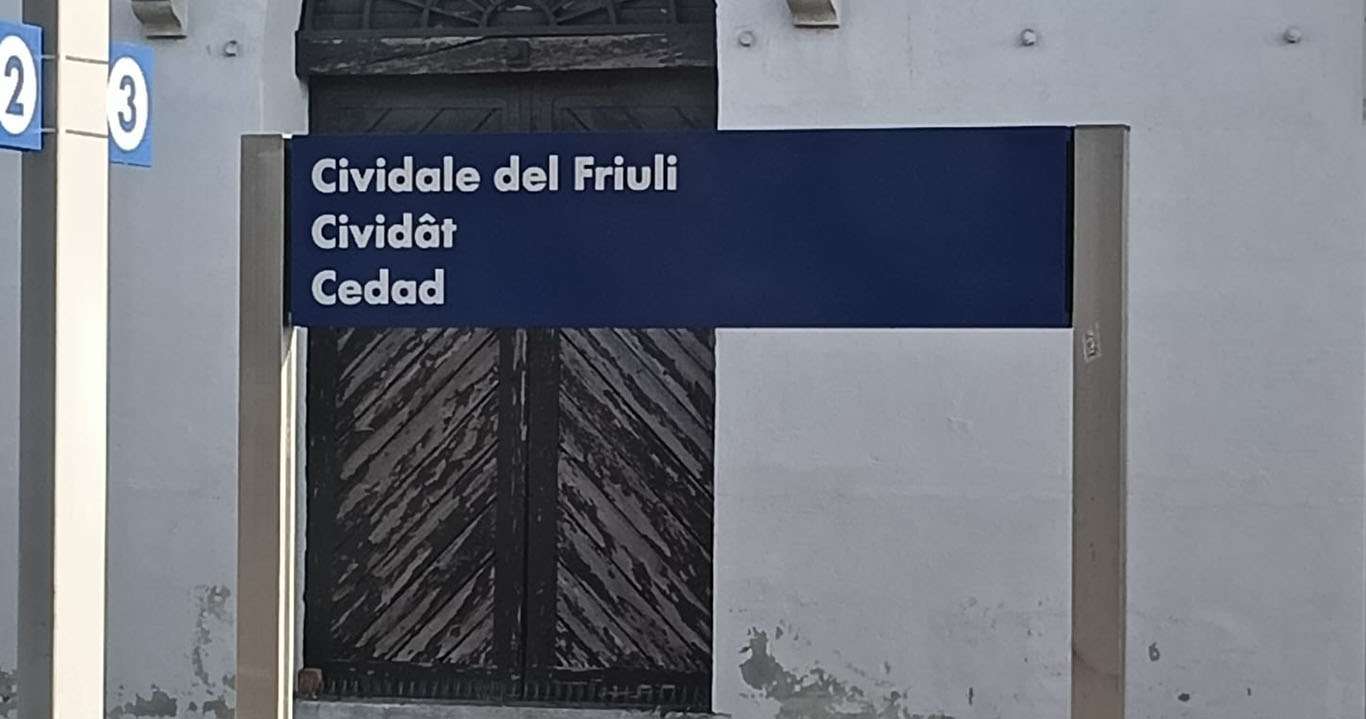 2
3
Cividale del Friuli
Cividât
Cedad